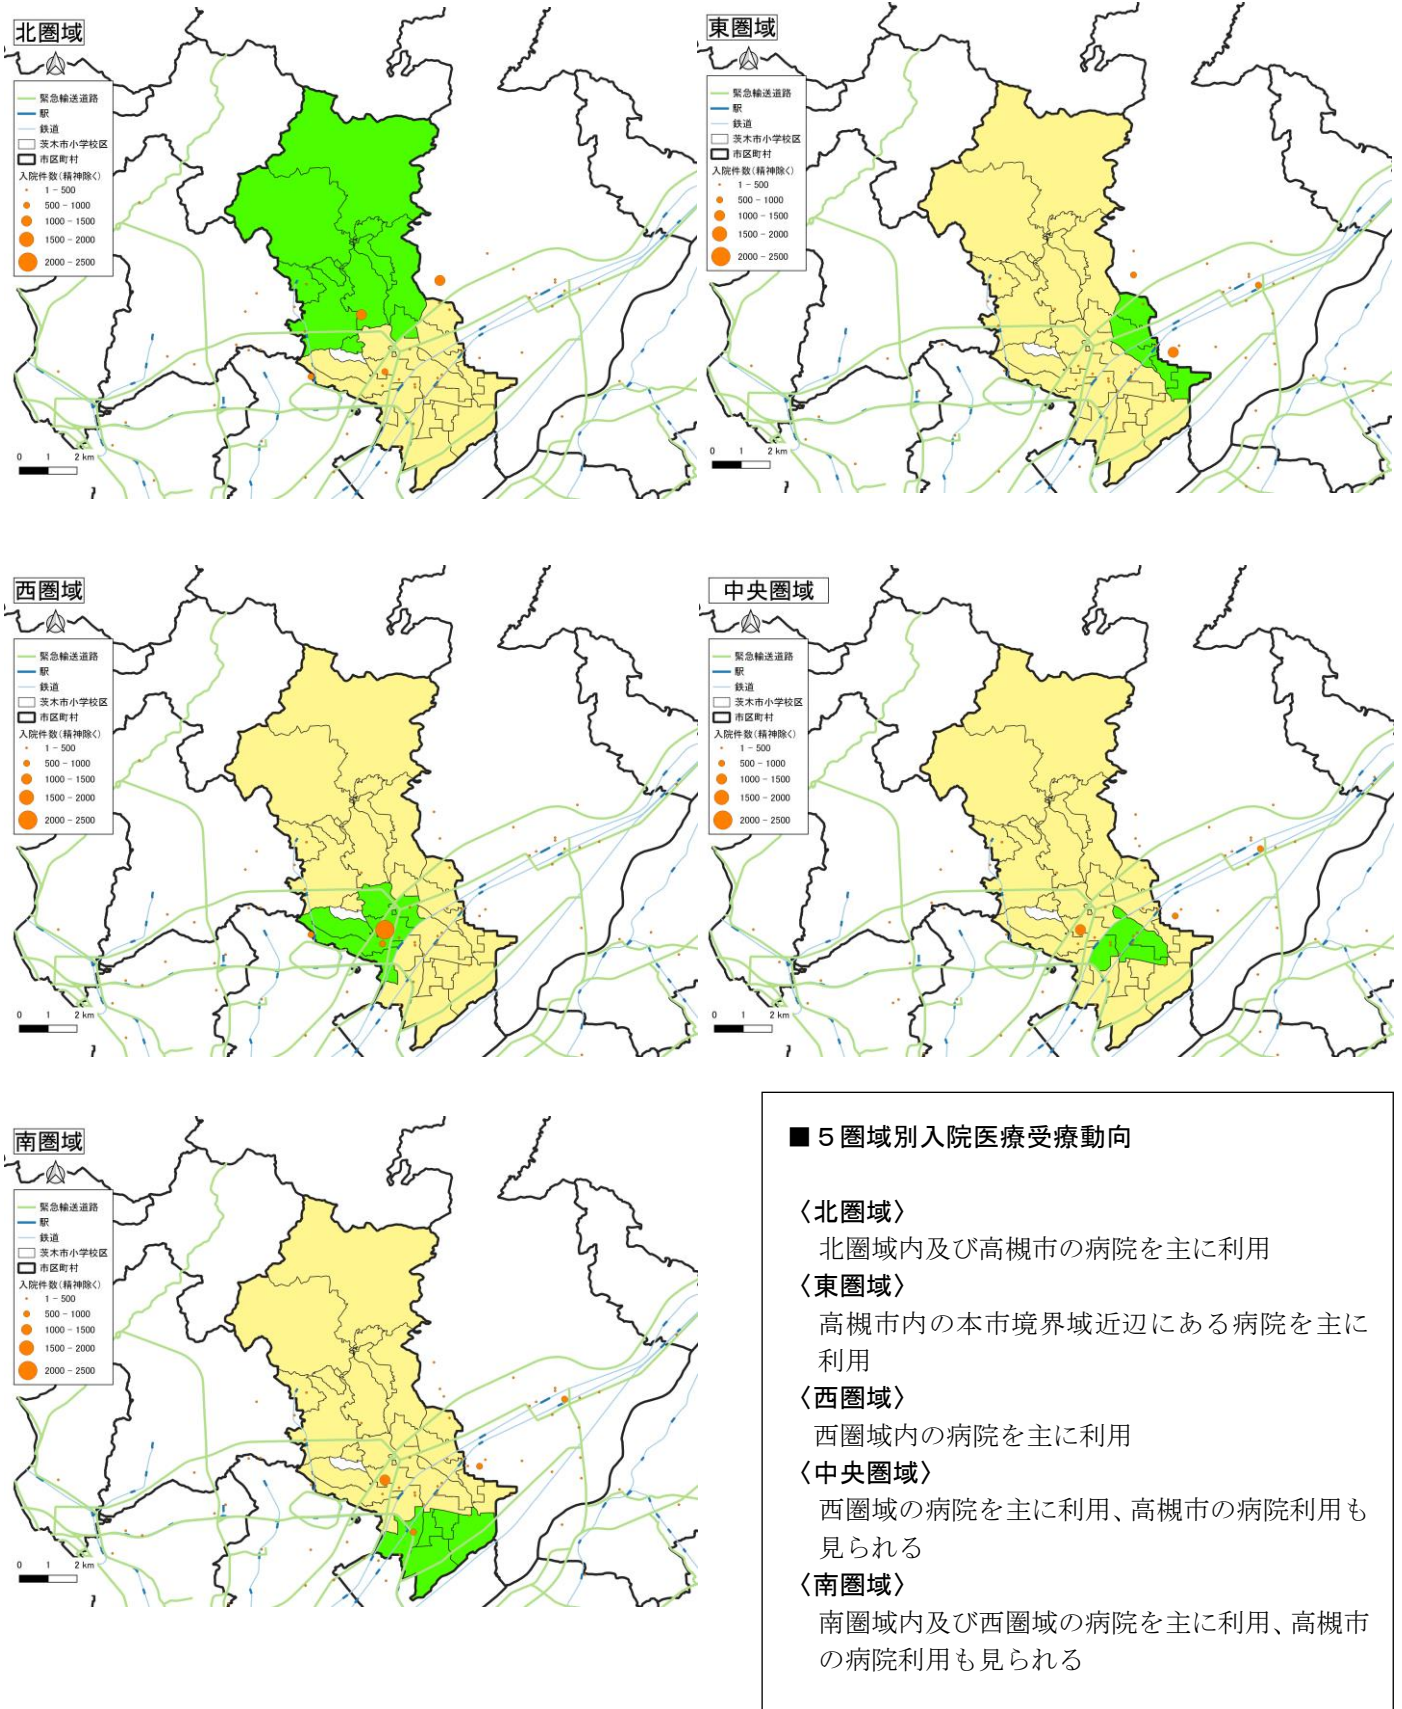 北圏域
緊急輸送道路
駅
鉄道
茨木市小学校区
市区町村
入院件数(精神除く)
1 - 500
500 - 1000
1000 - 1500
1500 - 2000
2000 - 2500
0 1 2 km
東圏域
緊急輸送道路
駅
鉄道
茨木市小学校区
市区町村
入院件数(精神除く)
1 - 500
500 - 1000
1000 - 1500
1500 - 2000
2000 - 2500
0 1 2 km
西圏域
緊急輸送道路
駅
鉄道
茨木市小学校区
市区町村
入院件数(精神除く)
1 - 500
500 - 1000
1000 - 1500
1500 - 2000
2000 - 2500
0 1 2 km
中央圏域
緊急輸送道路
駅
鉄道
茨木市小学校区
市区町村
入院件数(精神除く)
1 - 500
500 - 1000
1000 - 1500
1500 - 2000
2000 - 2500
0 1 2 km
南圏域
緊急輸送道路
駅
鉄道
茨木市小学校区
市区町村
入院件数(精神除く)
1 - 500
500 - 1000
1000 - 1500
1500 - 2000
2000 - 2500
0 1 2 km
■５圏域別入院医療受療動向
〈北圏域〉
北圏域内及び高槻市の病院を主に利用
〈東圏域〉
高槻市内の本市境界域近辺にある病院を主に
利用
〈西圏域〉
西圏域内の病院を主に利用
〈中央圏域〉
西圏域の病院を主に利用、高槻市の病院利用も
見られる
〈南圏域〉
南圏域内及び西圏域の病院を主に利用、高槻市
の病院利用も見られる